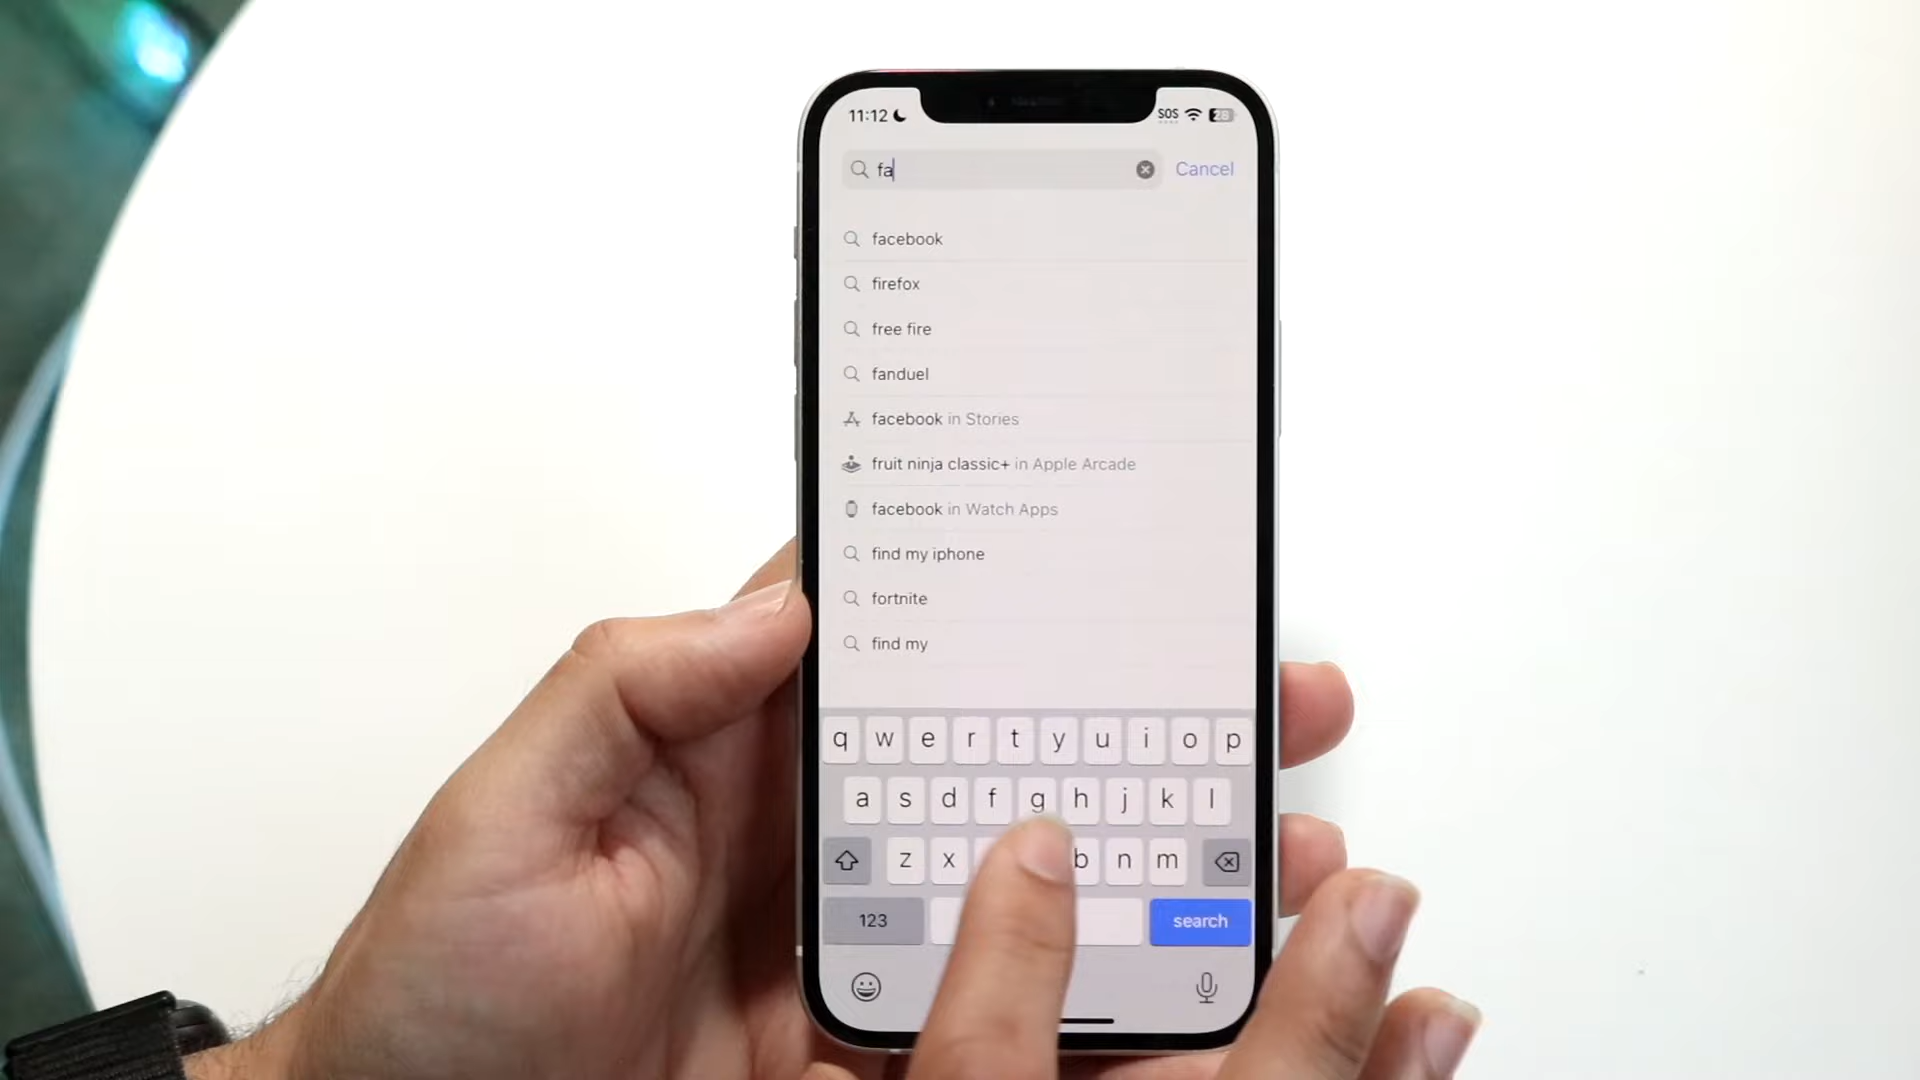 11:12 SOS 28
fa Cancel
facebook
firefox
free fire
fanduel
facebook in Stories
fruit ninja classic+ in Apple Arcade
facebook in Watch Apps
find my iphone
fortnite
find my
q w e r t y u i o p
a s d f g h j k l
z x b n m
123 search